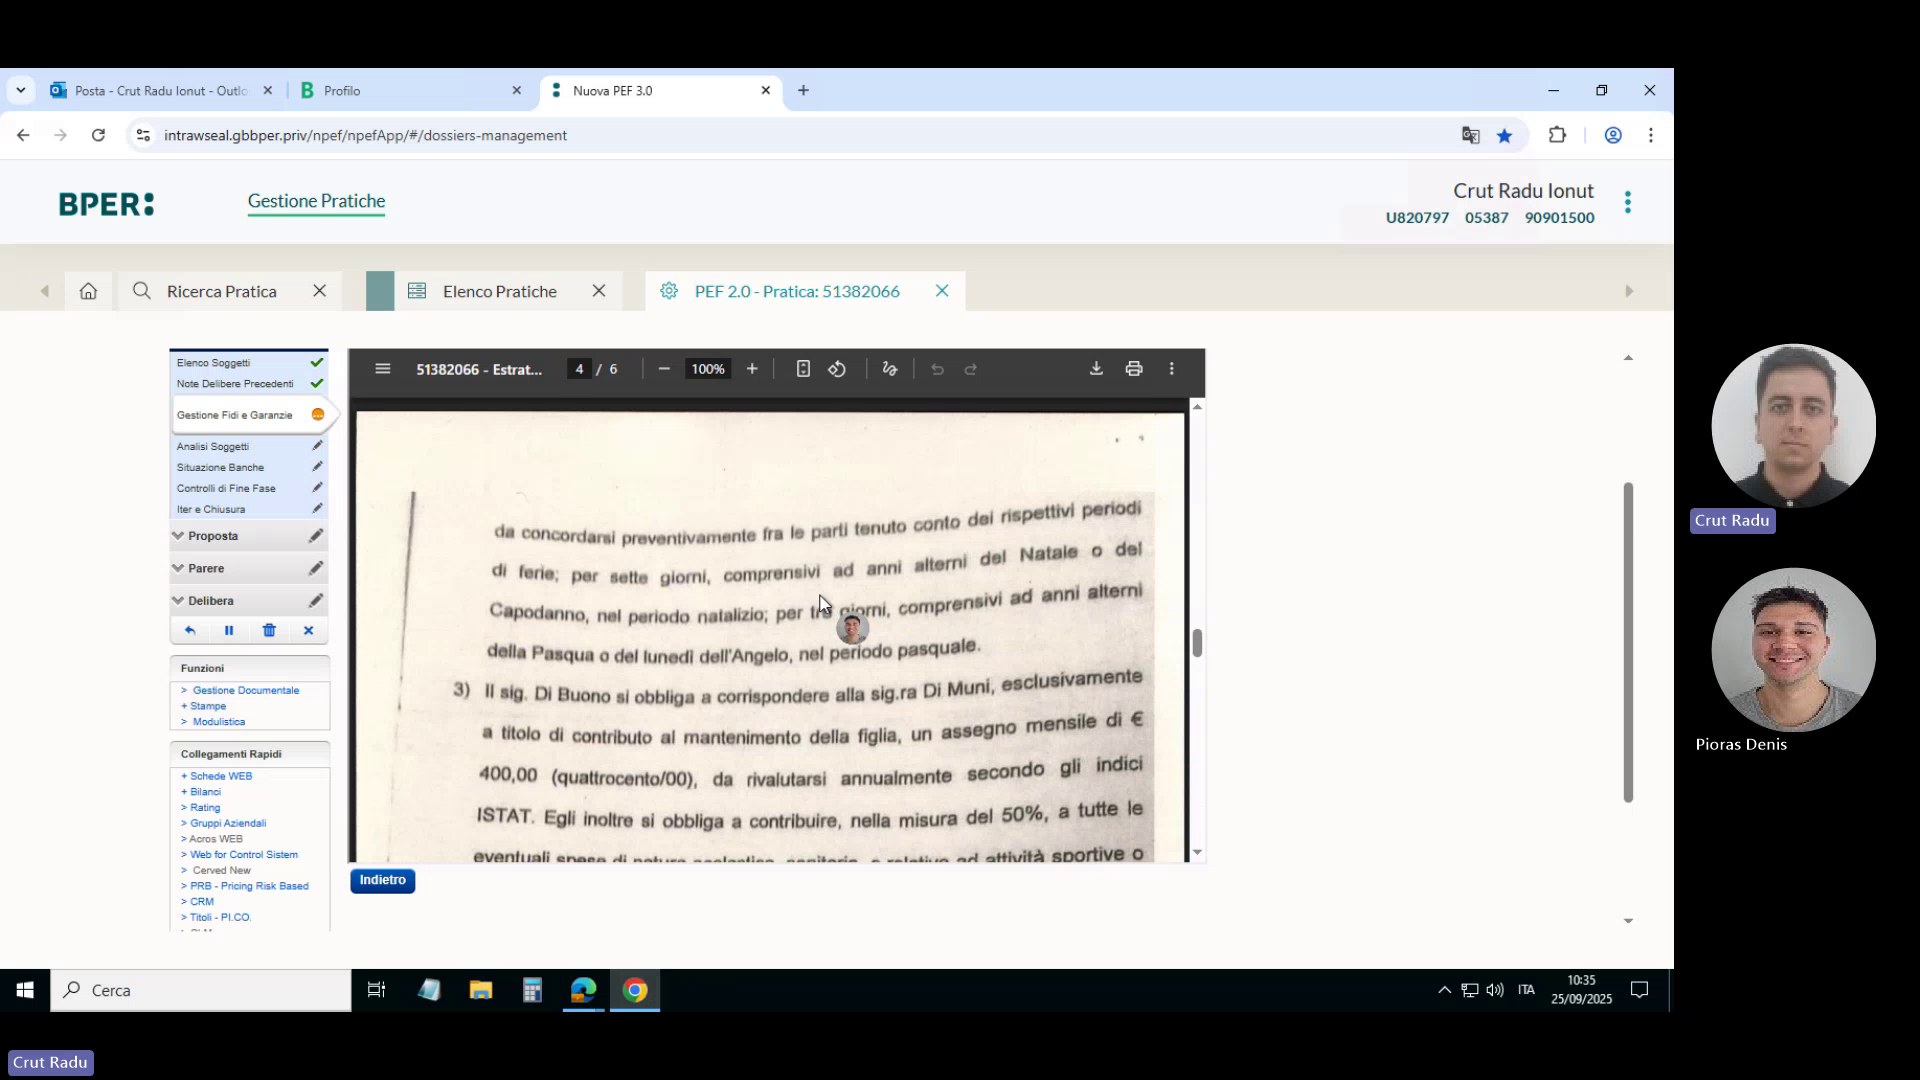 Posta - Crut Radu Ionut - Outlo
Profilo
Nuova PEF 3.0
intrawseal.gbbper.priv/npef/npefApp/#/dossiers-management
BPER:
Gestione Pratiche
Crut Radu Ionut
U820797 05387 90901500
Ricerca Pratica
Elenco Pratiche
PEF 2.0 - Pratica: 51382066
Elenco Soggetti
Note Delibere Precedenti
Gestione Fidi e Garanzie
Analisi Soggetti
Situazione Banche
Controlli di Fine Fase
Iter e Chiusura
Proposta
Parere
Delibera
Funzioni
> Gestione Documentale
+ Stampe
> Modulistica
Collegamenti Rapidi
+ Schede WEB
+ Bilanci
> Rating
> Gruppi Aziendali
> Acros WEB
> Web for Control Sistem
> Cerved New
> PRB - Pricing Risk Based
> CRM
> Titoli - PI.CO.
51382066 - Estrat...
4 / 6
100%
da concordarsi preventivamente fra le parti tenuto conto dei rispettivi periodi
di ferie; per sette giorni, comprensivi ad anni alterni del Natale o del
Capodanno, nel periodo natalizio; per tre giorni, comprensivi ad anni alterni
della Pasqua o del lunedì dell'Angelo, nel periodo pasquale.
3) Il sig. Di Buono si obbliga a corrispondere alla sig.ra Di Muni, esclusivamente
a titolo di contributo al mantenimento della figlia, un assegno mensile di €
400,00 (quattrocento/00), da rivalutarsi annualmente secondo gli indici
ISTAT. Egli inoltre si obbliga a contribuire, nella misura del 50%, a tutte le
eventuali spese di natura scolastica, sanitaria, e relative ad attività sportive o
Indietro
Crut Radu
Pioras Denis
Cerca
ITA
10:35
25/09/2025
Crut Radu